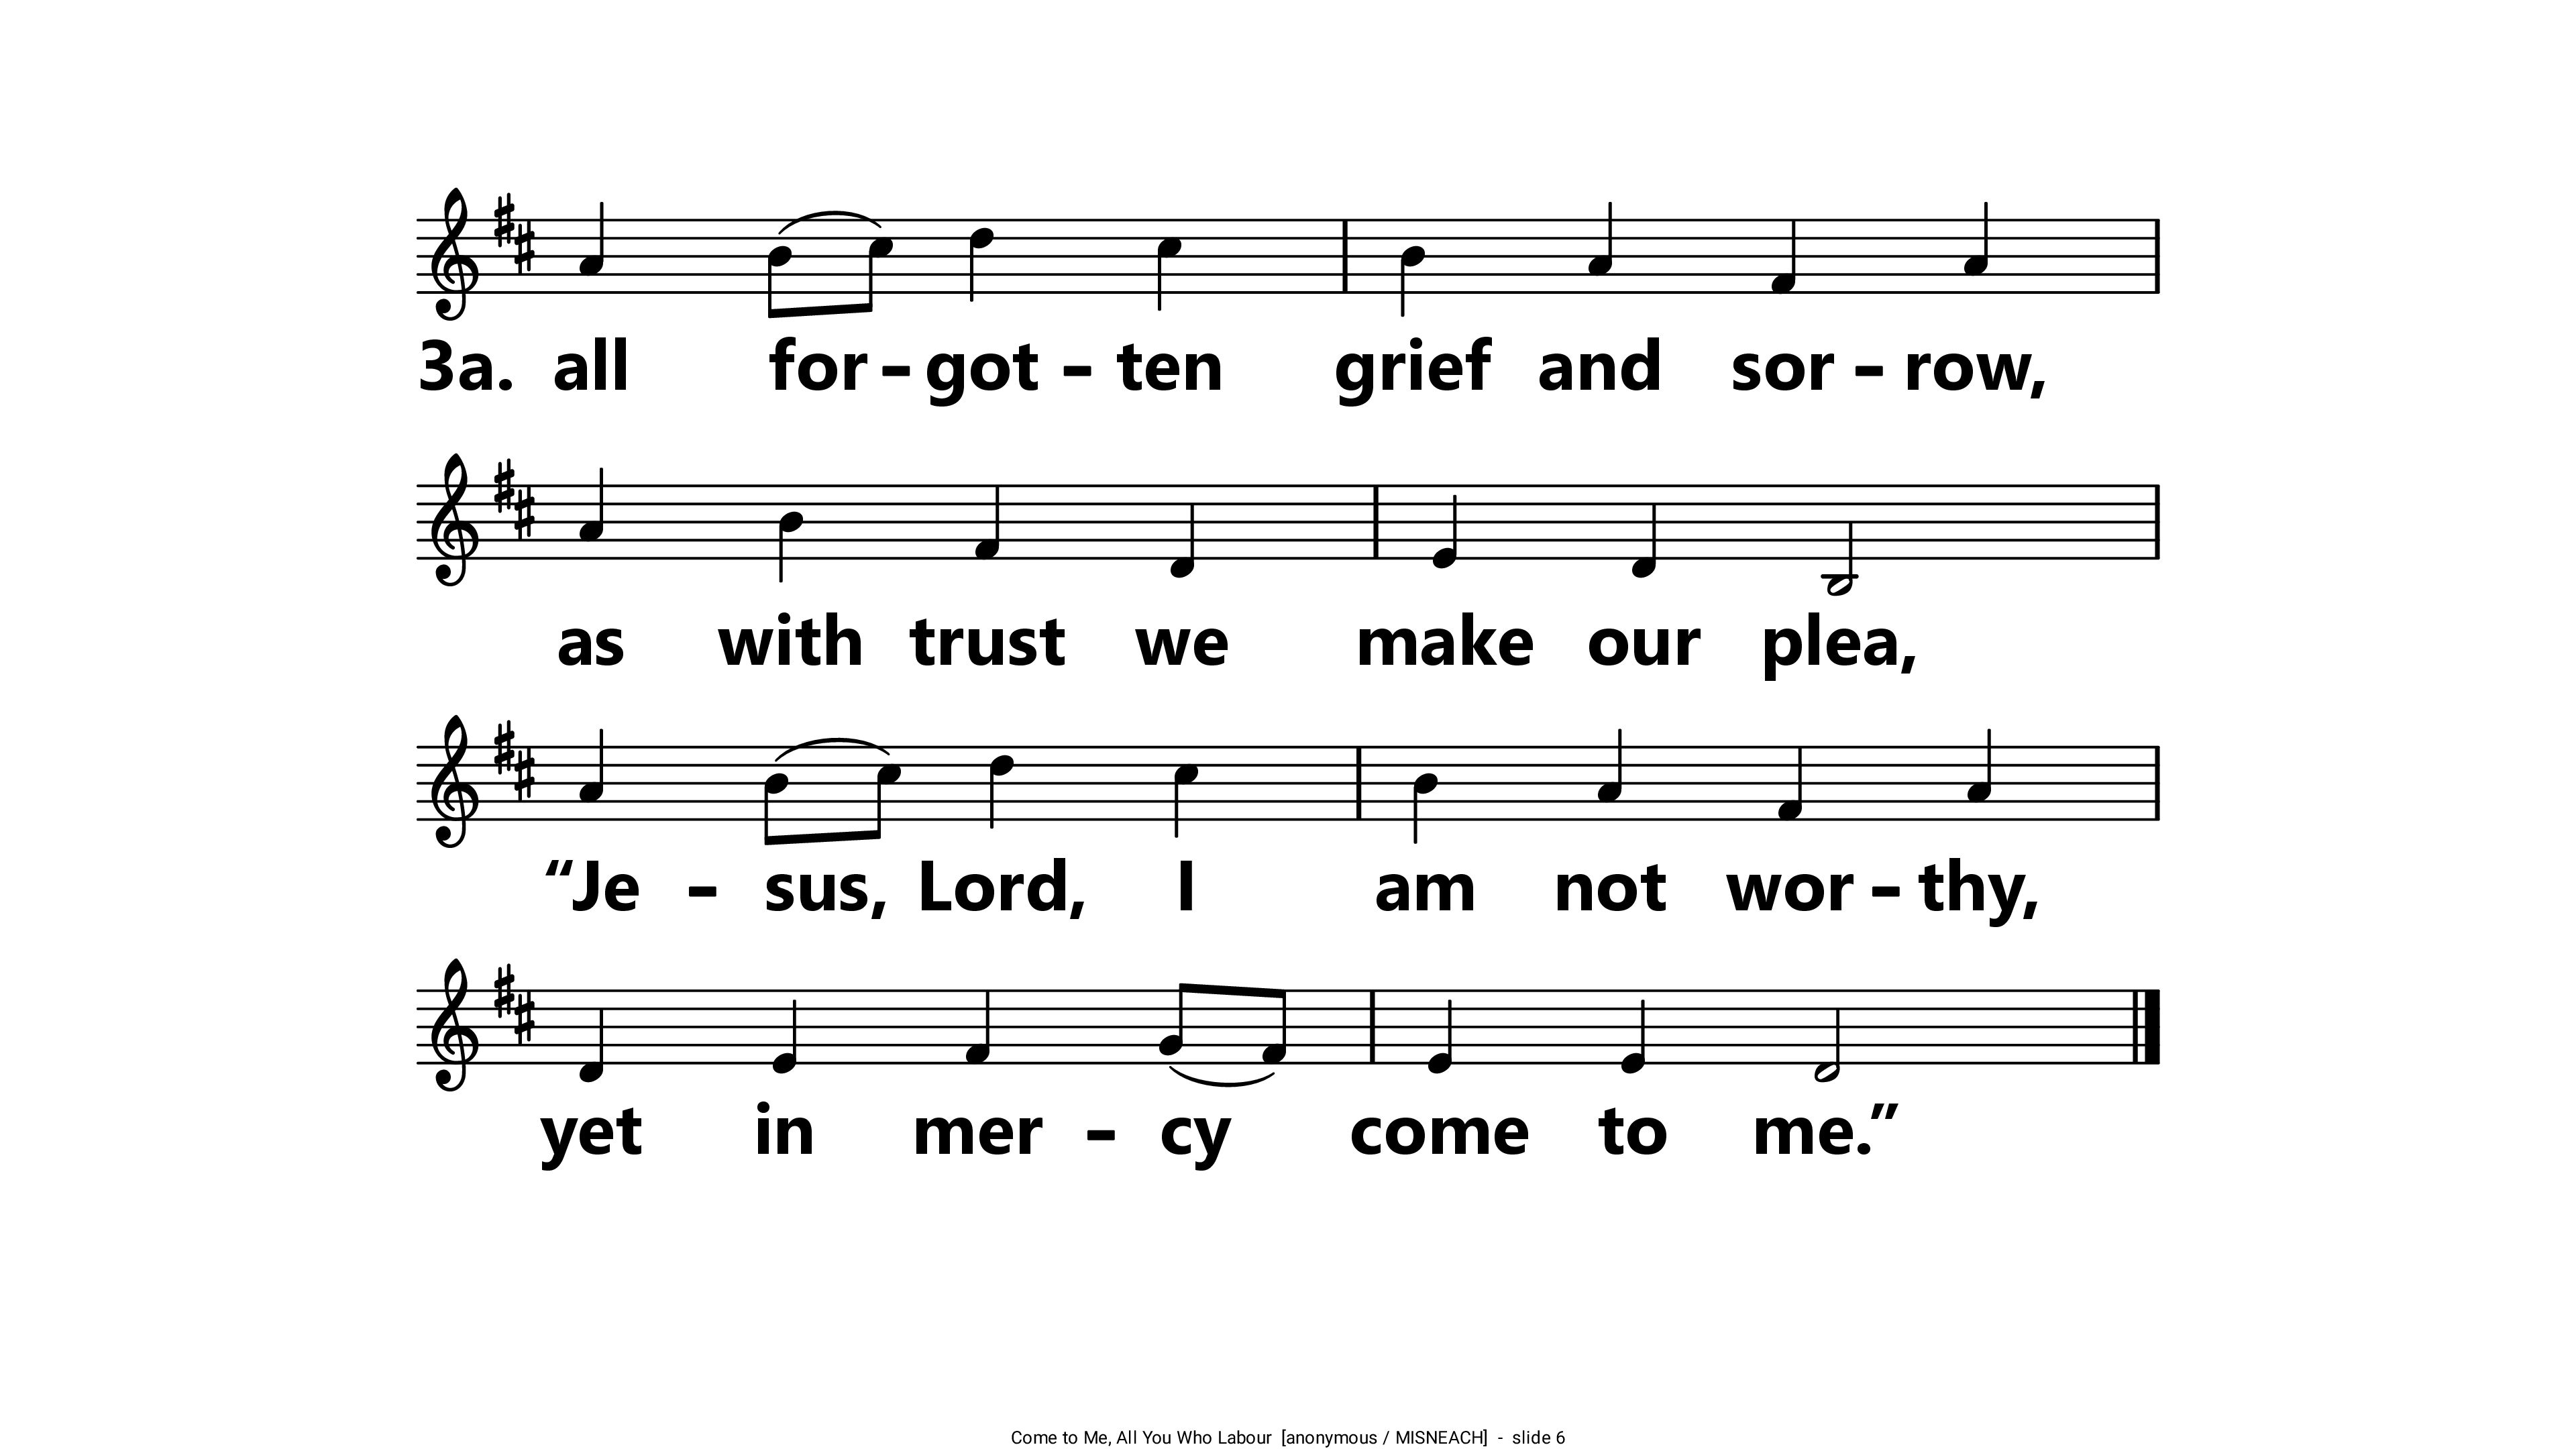 3a. all for - got - ten grief and sor - row,
as with trust we make our plea,
“Je - sus, Lord, I am not wor - thy,
yet in mer - cy come to me.”
Come to Me, All You Who Labour [anonymous / MISNEACH] - slide 6